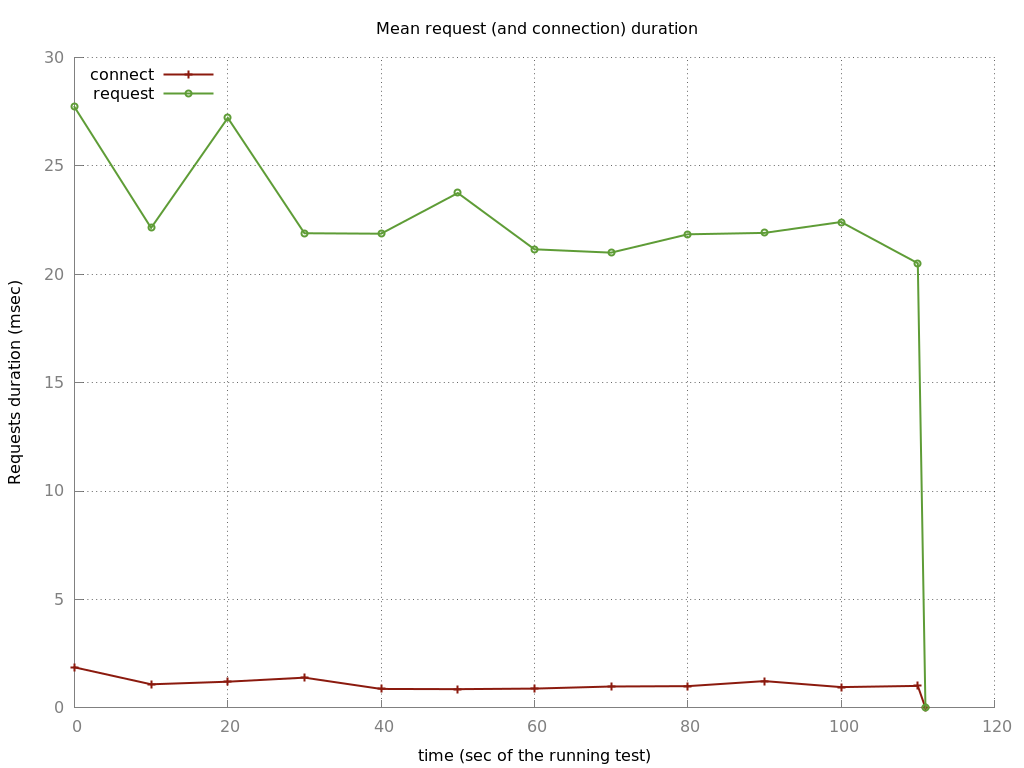 Mean request (and connection) duration
30
connect
request
25
20
15
10
5
0
Requests duration (msec)
0 20 40 60 80 100 120
time (sec of the running test)